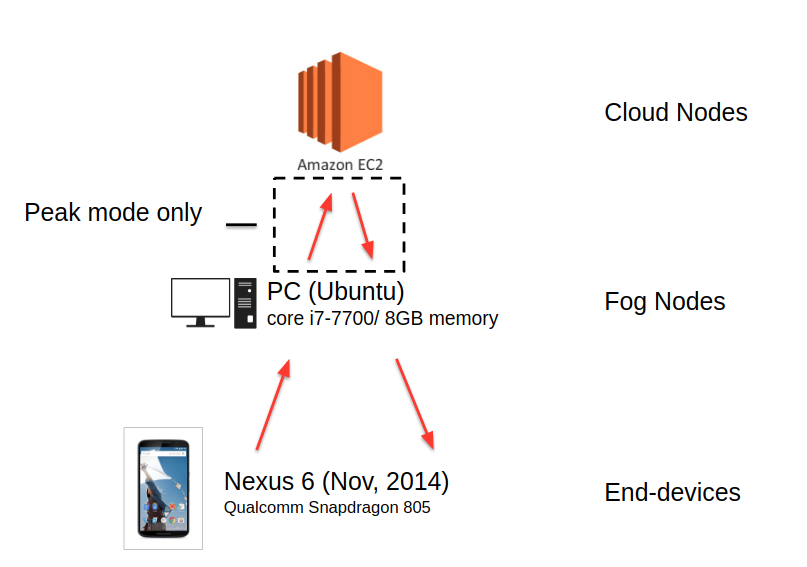 Cloud Nodes
Amazon EC2
Peak mode only
PC (Ubuntu)
core i7-7700/ 8GB memory
Fog Nodes
Nexus 6 (Nov, 2014)
Qualcomm Snapdragon 805
End-devices